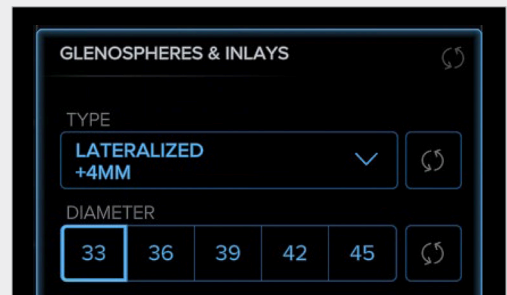 GLENOSPHERES & INLAYS
TYPE
LATERALIZED
+4MM
DIAMETER
33 36 39 42 45